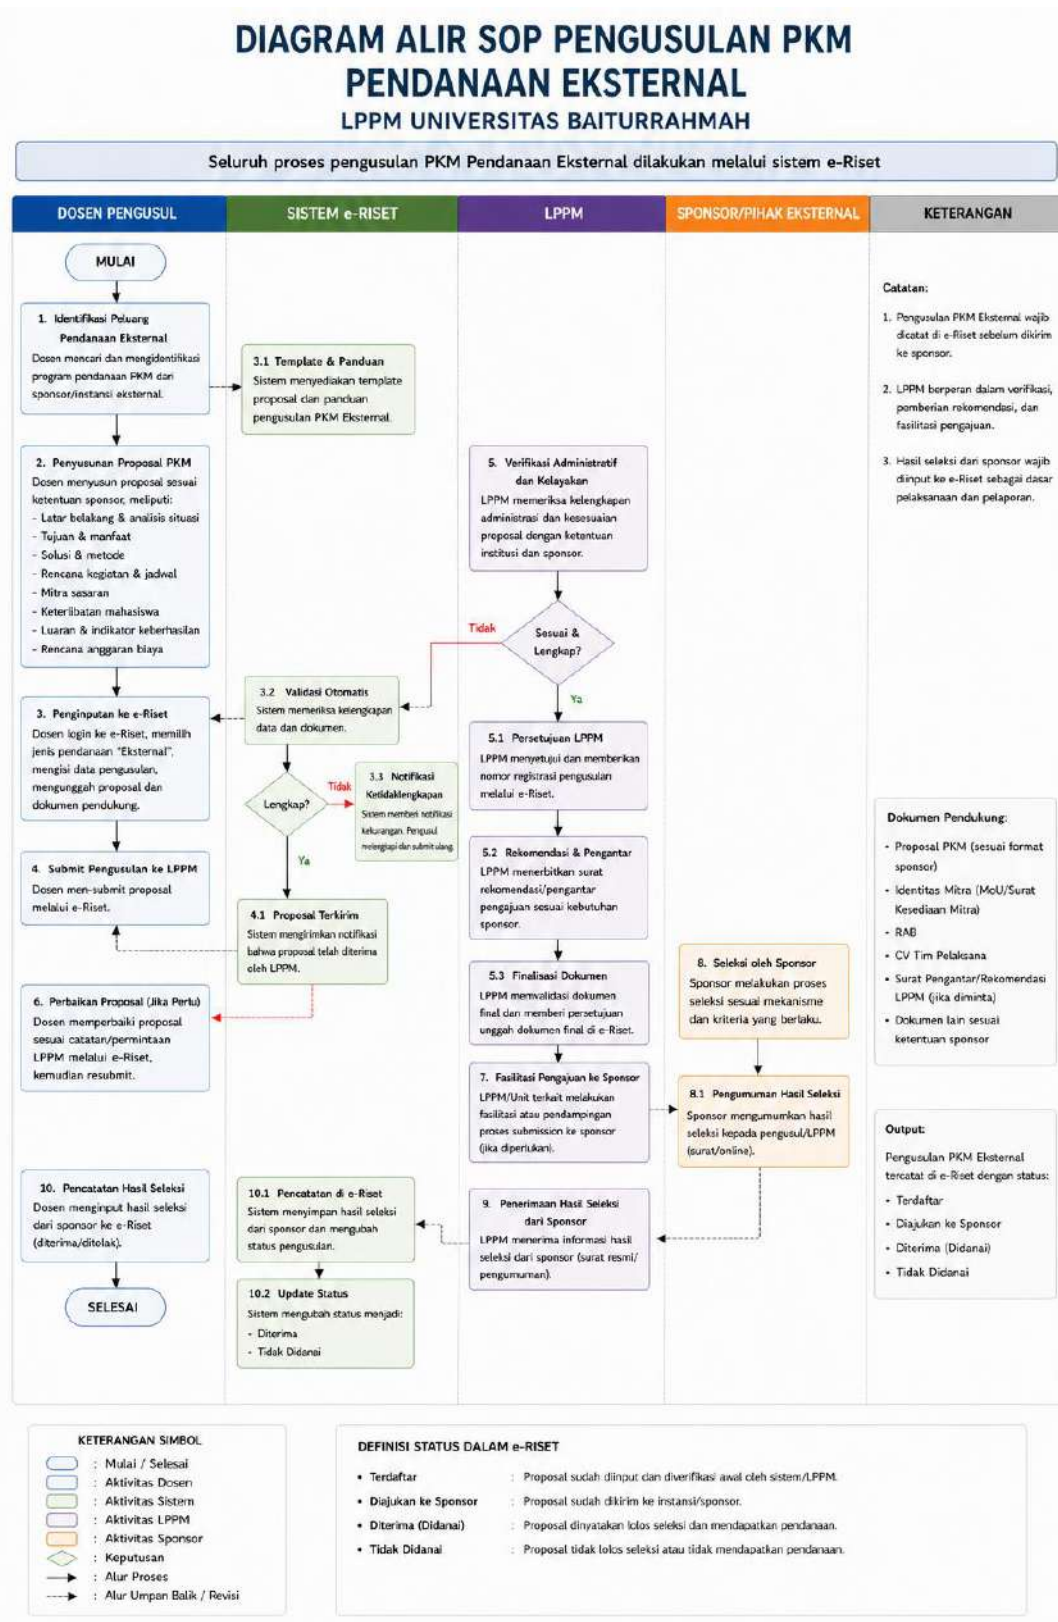 DIAGRAM ALIR SOP PENGUSULAN PKM
PENDANAAN EKSTERNAL
LPPM UNIVERSITAS BAITURRAHMAH
Seluruh proses pengusulan PKM Pendanaan Eksternal dilakukan melalui sistem e-Riset
DOSEN PENGUSUL
MULAI
1. Identifikasi Peluang
Pendanaan Eksternal
Dosen mencari dan mengidentifikasi
program pendanaan PKM dari
sponsor/instansi eksternal.
2. Penyusunan Proposal PKM
Dosen menyusun proposal sesuai
ketentuan sponsor, meliputi:
- Latar belakang & analisis situasi
- Tujuan & manfaat
- Solusi & metode
- Rencana kegiatan & jadwal
- Mitra sasaran
- Keterlibatan mahasiswa
- Luaran & indikator keberhasilan
- Rencana anggaran biaya
3. Penginputan ke e-Riset
Dosen login ke e-Riset, memilih
jenis pendanaan "Eksternal",
mengisi data pengusulan,
mengunggah proposal dan
dokumen pendukung.
4. Submit Pengusulan ke LPPM
Dosen men-submit proposal
melalui e-Riset.
6. Perbaikan Proposal (Jika Perlu)
Dosen memperbaiki proposal
sesuai catatan/permintaan
LPPM melalui e-Riset,
kemudian resubmit.
10. Pencatatan Hasil Seleksi
Dosen menginput hasil seleksi
dari sponsor ke e-Riset
(diterima/ditolak).
SELESAI
SISTEM e-RISET
3.1 Template & Panduan
Sistem menyediakan template
proposal dan panduan
pengusulan PKM Eksternal.
3.2 Validasi Otomatis
Sistem memeriksa kelengkapan
data dan dokumen.
Lengkap?
Tidak
3.3 Notifikasi
Ketidaklengkapan
Sistem memberi notifikasi
kekurangan. Pengusul
melengkapi dan submit ulang.
Ya
4.1 Proposal Terkirim
Sistem mengirimkan notifikasi
bahwa proposal telah diterima
oleh LPPM.
10.1 Pencatatan di e-Riset
Sistem menyimpan hasil seleksi
dari sponsor dan mengubah
status pengusulan.
10.2 Update Status
Sistem mengubah status menjadi:
- Diterima
- Tidak Didanai
LPPM
5. Verifikasi Administratif
dan Kelayakan
LPPM memeriksa kelengkapan
administrasi dan kesesuaian
proposal dengan ketentuan
institusi dan sponsor.
Tidak
Sesuai &
Lengkap?
Ya
5.1 Persetujuan LPPM
LPPM menyetujui dan memberikan
nomor registrasi pengusulan
melalui e-Riset.
5.2 Rekomendasi & Pengantar
LPPM menerbitkan surat
rekomendasi/pengantar
pengajuan sesuai kebutuhan
sponsor.
5.3 Finalisasi Dokumen
LPPM memvalidasi dokumen
final dan memberi persetujuan
unggah dokumen final di e-Riset.
7. Fasilitasi Pengajuan ke Sponsor
LPPM/Unit terkait melakukan
fasilitasi atau pendampingan
proses submission ke sponsor
(jika diperlukan).
9. Penerimaan Hasil Seleksi
dari Sponsor
LPPM menerima informasi hasil
seleksi dari sponsor (surat resmi/
pengumuman).
SPONSOR/PIHAK EKSTERNAL
8. Seleksi oleh Sponsor
Sponsor melakukan proses
seleksi sesuai mekanisme
dan kriteria yang berlaku.
8.1 Pengumuman Hasil Seleksi
Sponsor mengumumkan hasil
seleksi kepada pengusul/LPPM
(surat/online).
KETERANGAN
Catatan:
1. Pengusulan PKM Eksternal wajib
dicatat di e-Riset sebelum dikirim
ke sponsor.
2. LPPM berperan dalam verifikasi,
pemberian rekomendasi, dan
fasilitasi pengajuan.
3. Hasil seleksi dari sponsor wajib
diinput ke e-Riset sebagai dasar
pelaksanaan dan pelaporan.
Dokumen Pendukung:
• Proposal PKM (sesuai format
sponsor)
• Identitas Mitra (MoU/Surat
Kesediaan Mitra)
• RAB
• CV Tim Pelaksana
• Surat Pengantar/Rekomendasi
LPPM (jika diminta)
• Dokumen lain sesuai
ketentuan sponsor
Output:
Pengusulan PKM Eksternal
tercatat di e-Riset dengan status:
• Terdaftar
• Diajukan ke Sponsor
• Diterima (Didanai)
• Tidak Didanai
KETERANGAN SIMBOL
: Mulai / Selesai
: Aktivitas Dosen
: Aktivitas Sistem
: Aktivitas LPPM
: Aktivitas Sponsor
: Keputusan
: Alur Proses
: Alur Umpan Balik / Revisi
DEFINISI STATUS DALAM e-RISET
• Terdaftar : Proposal sudah diinput dan diverifikasi awal oleh sistem/LPPM.
• Diajukan ke Sponsor : Proposal sudah dikirim ke instansi/sponsor.
• Diterima (Didanai) : Proposal dinyatakan lolos seleksi dan mendapatkan pendanaan.
• Tidak Didanai : Proposal tidak lolos seleksi atau tidak mendapatkan pendanaan.